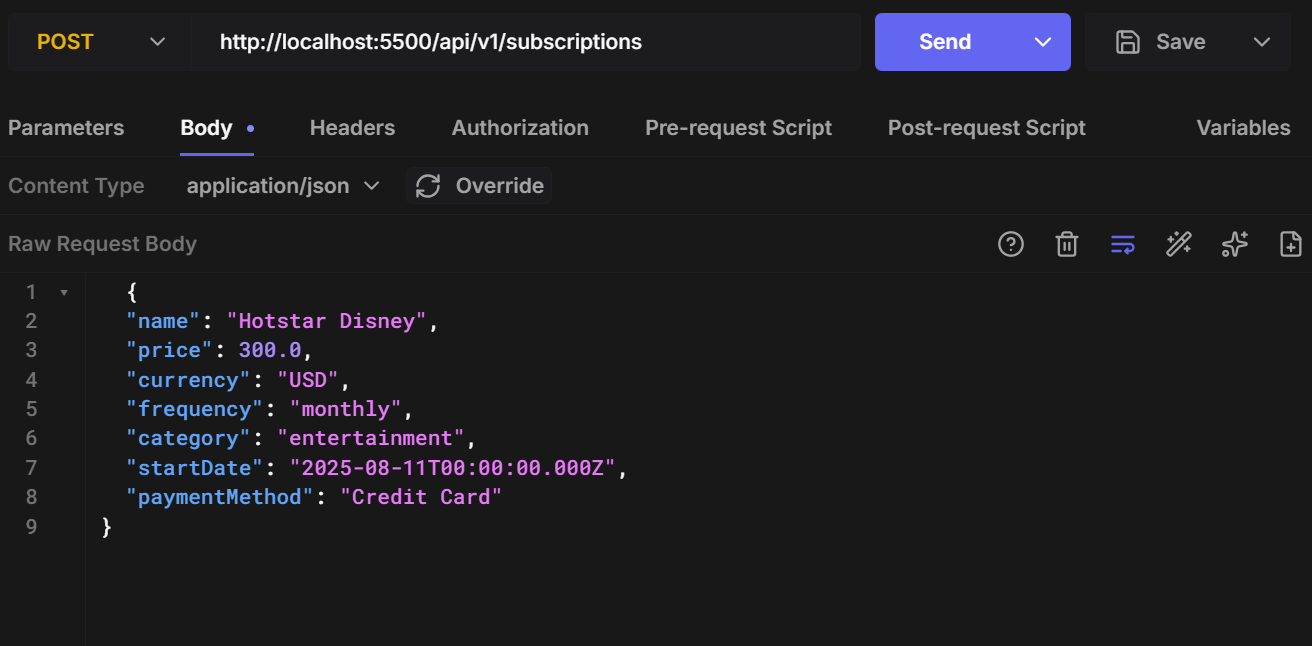 POST http://localhost:5500/api/v1/subscriptions Send Save
Parameters Body Headers Authorization Pre-request Script Post-request Script Variables
Content Type application/json Override
Raw Request Body
1 {
2 "name": "Hotstar Disney",
3 "price": 300.0,
4 "currency": "USD",
5 "frequency": "monthly",
6 "category": "entertainment",
7 "startDate": "2025-08-11T00:00:00.000Z",
8 "paymentMethod": "Credit Card"
9 }